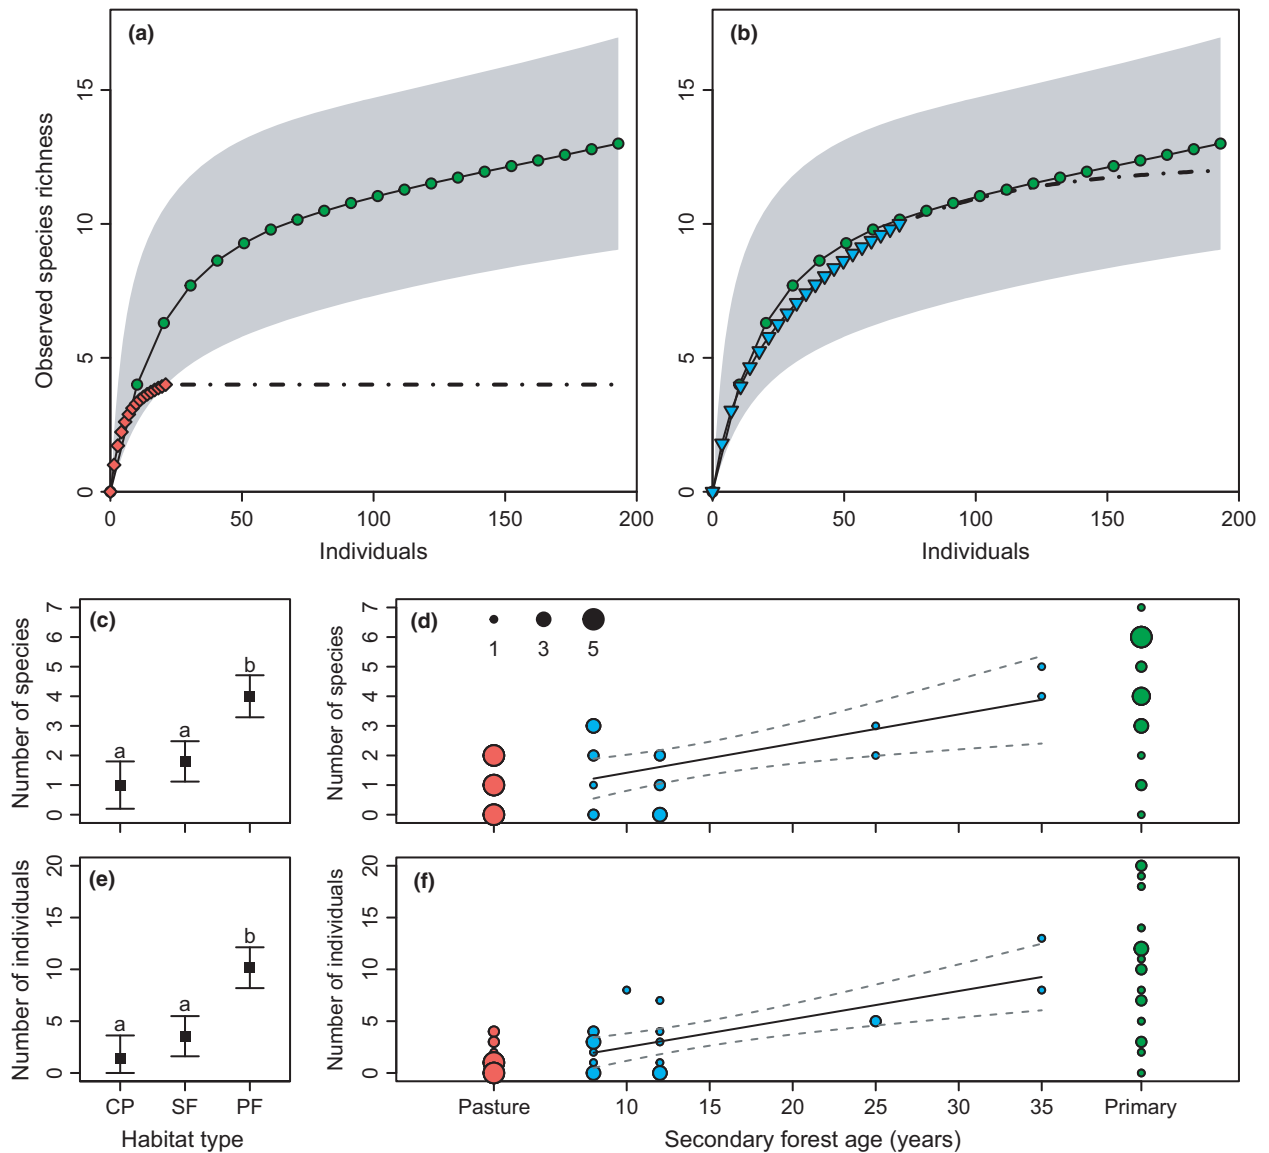 (a)
Observed species richness
0
5
10
15
0
50
100
150
200
Individuals
(b)
0
5
10
15
0
50
100
150
200
Individuals
(c)
Number of species
0
1
2
3
4
5
6
7
a
a
b
(d)
Number of species
0
1
2
3
4
5
6
7
1
3
5
(e)
Number of individuals
0
5
10
15
20
a
a
b
CP
SF
PF
Habitat type
(f)
Number of individuals
0
5
10
15
20
Pasture
10
15
20
25
30
35
Primary
Secondary forest age (years)